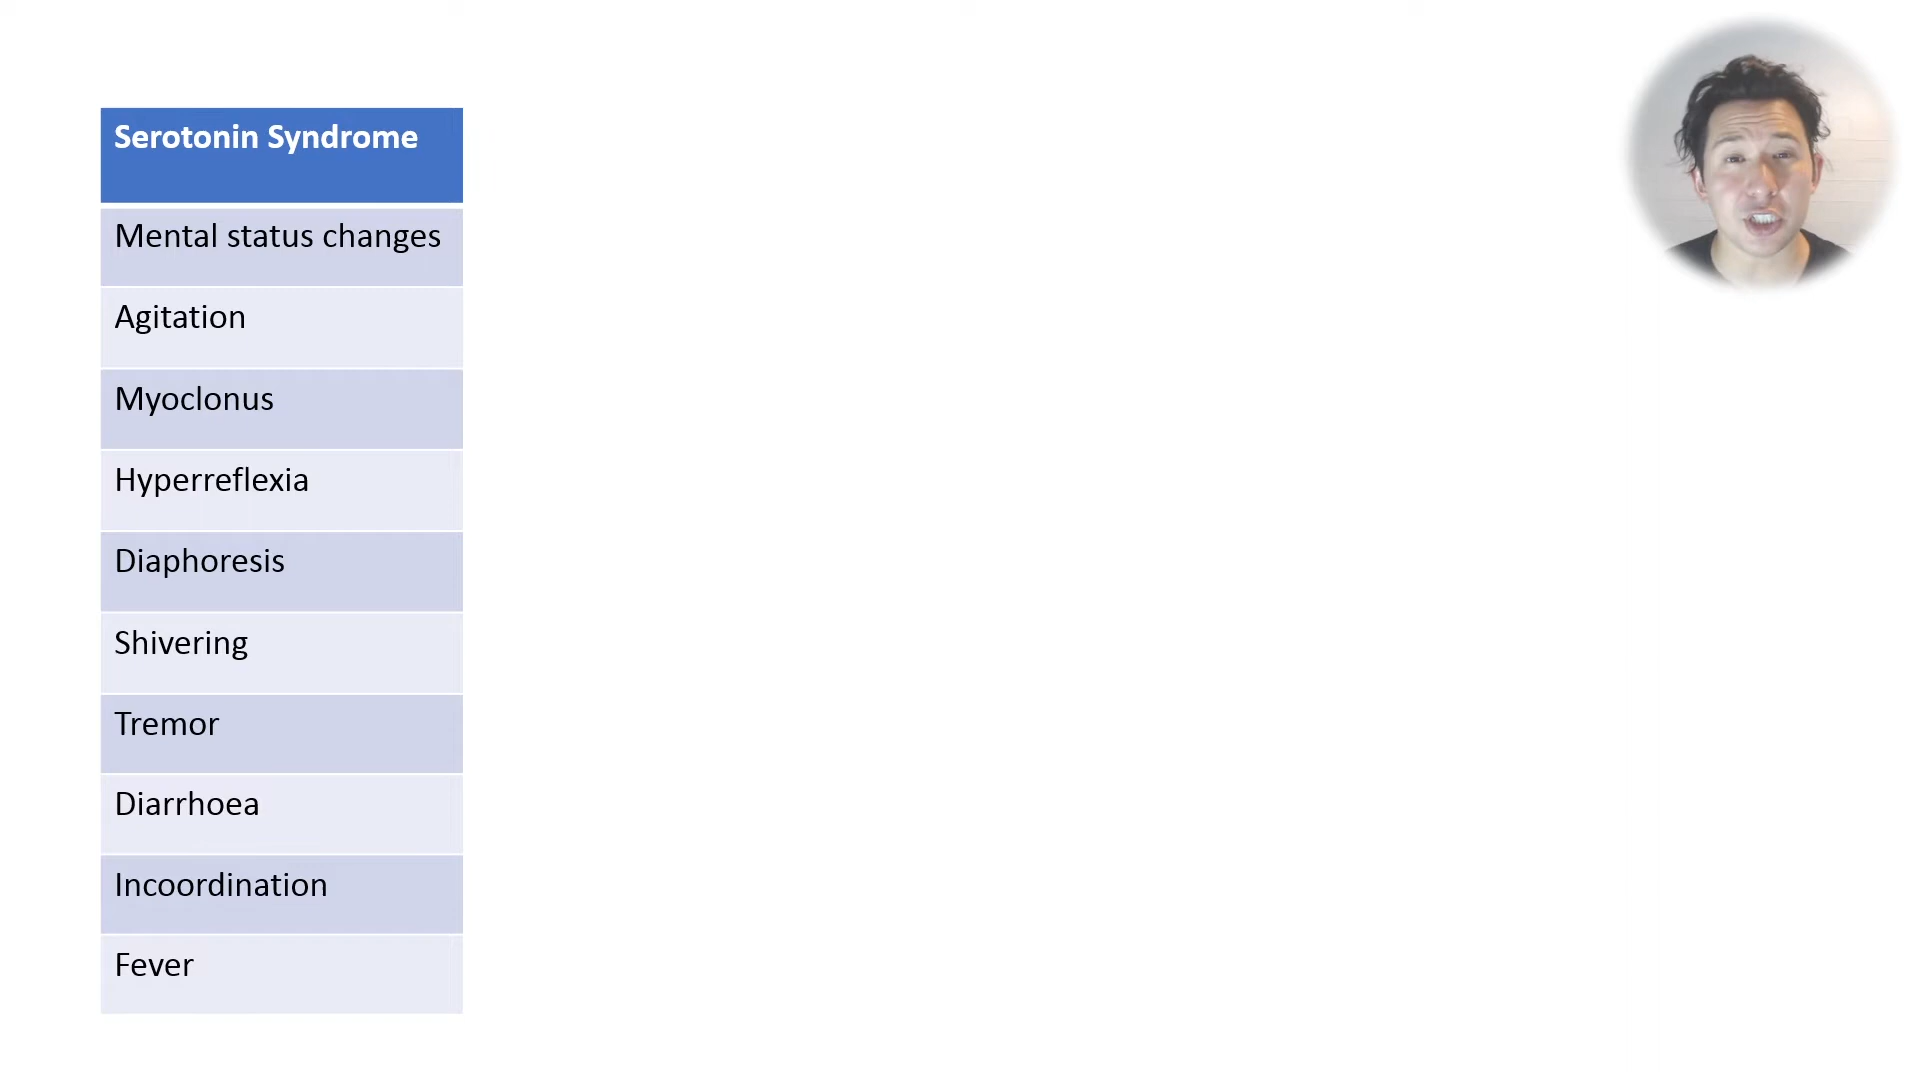 Serotonin Syndrome
Mental status changes
Agitation
Myoclonus
Hyperreflexia
Diaphoresis
Shivering
Tremor
Diarrhoea
Incoordination
Fever